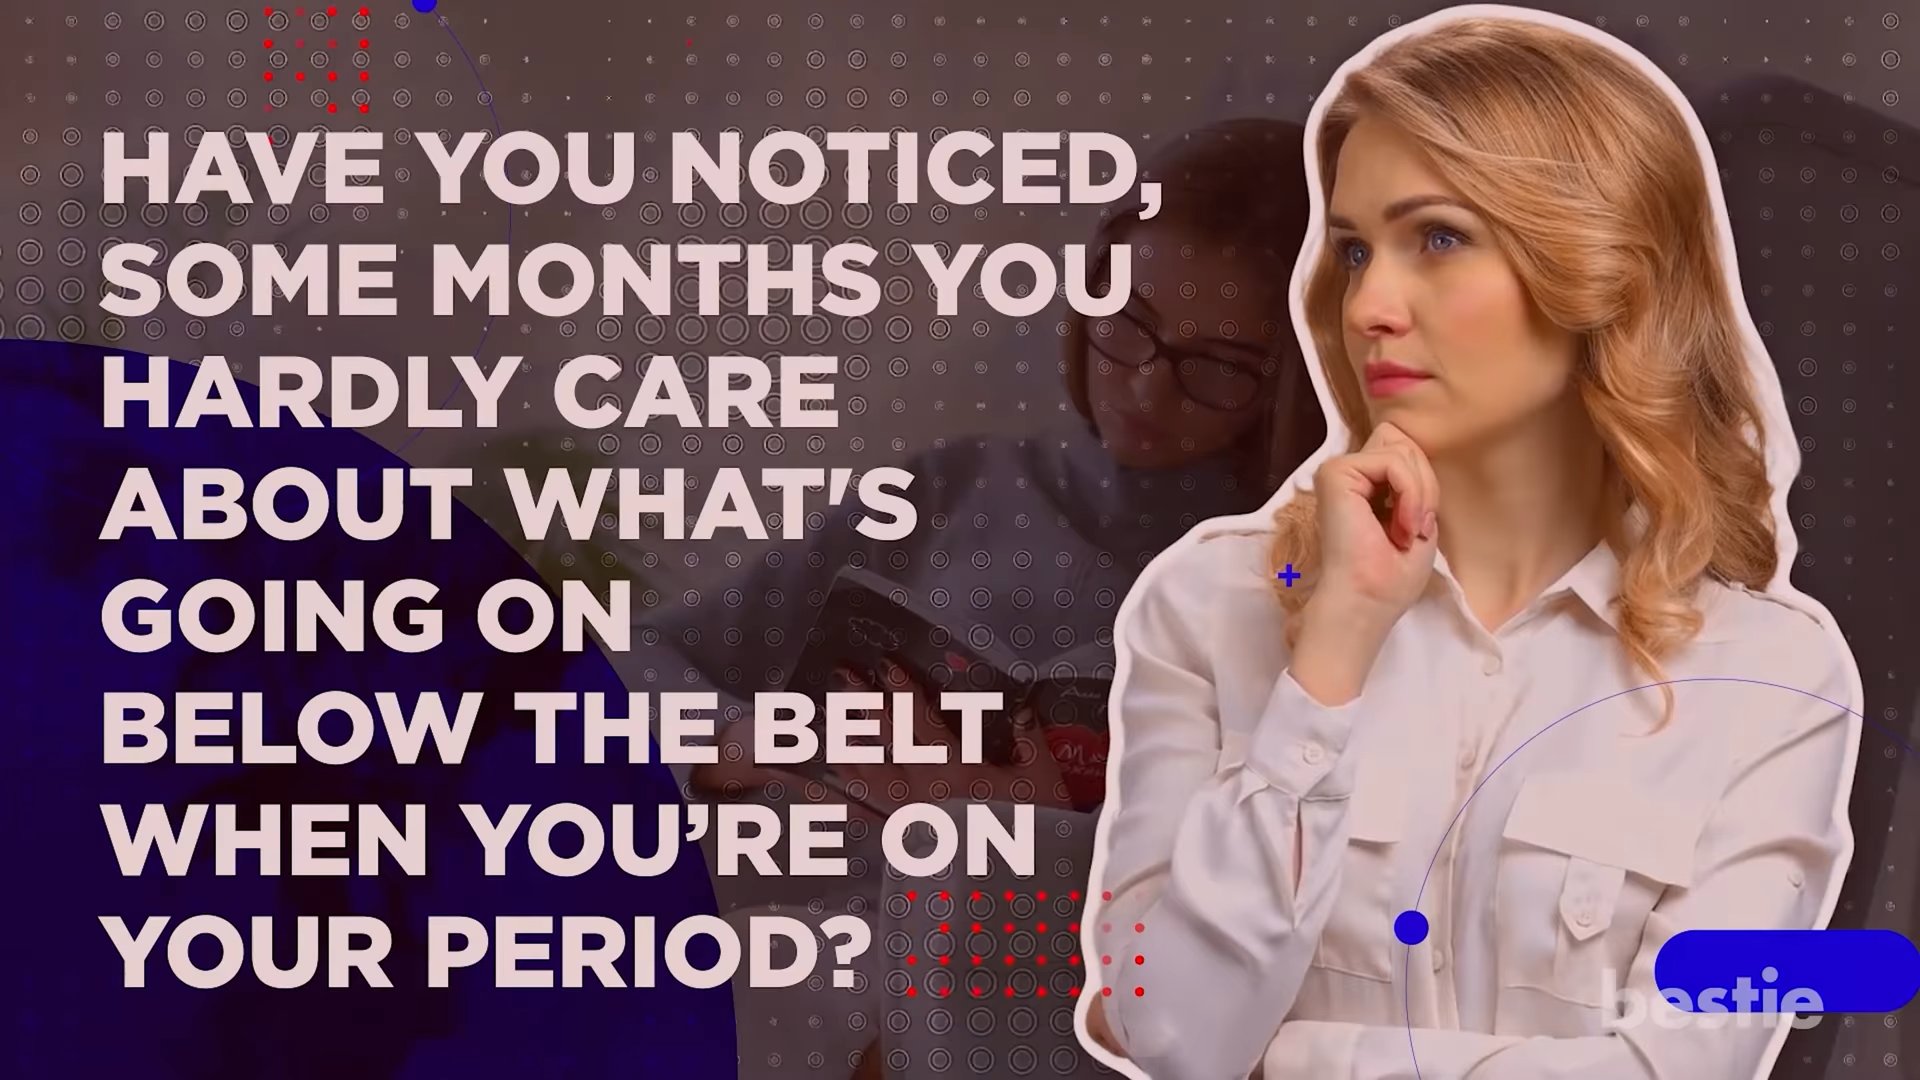 HAVE YOU NOTICED,
SOME MONTHS YOU
HARDLY CARE
ABOUT WHAT'S
GOING ON
BELOW THE BELT
WHEN YOU’RE ON
YOUR PERIOD?
bestie